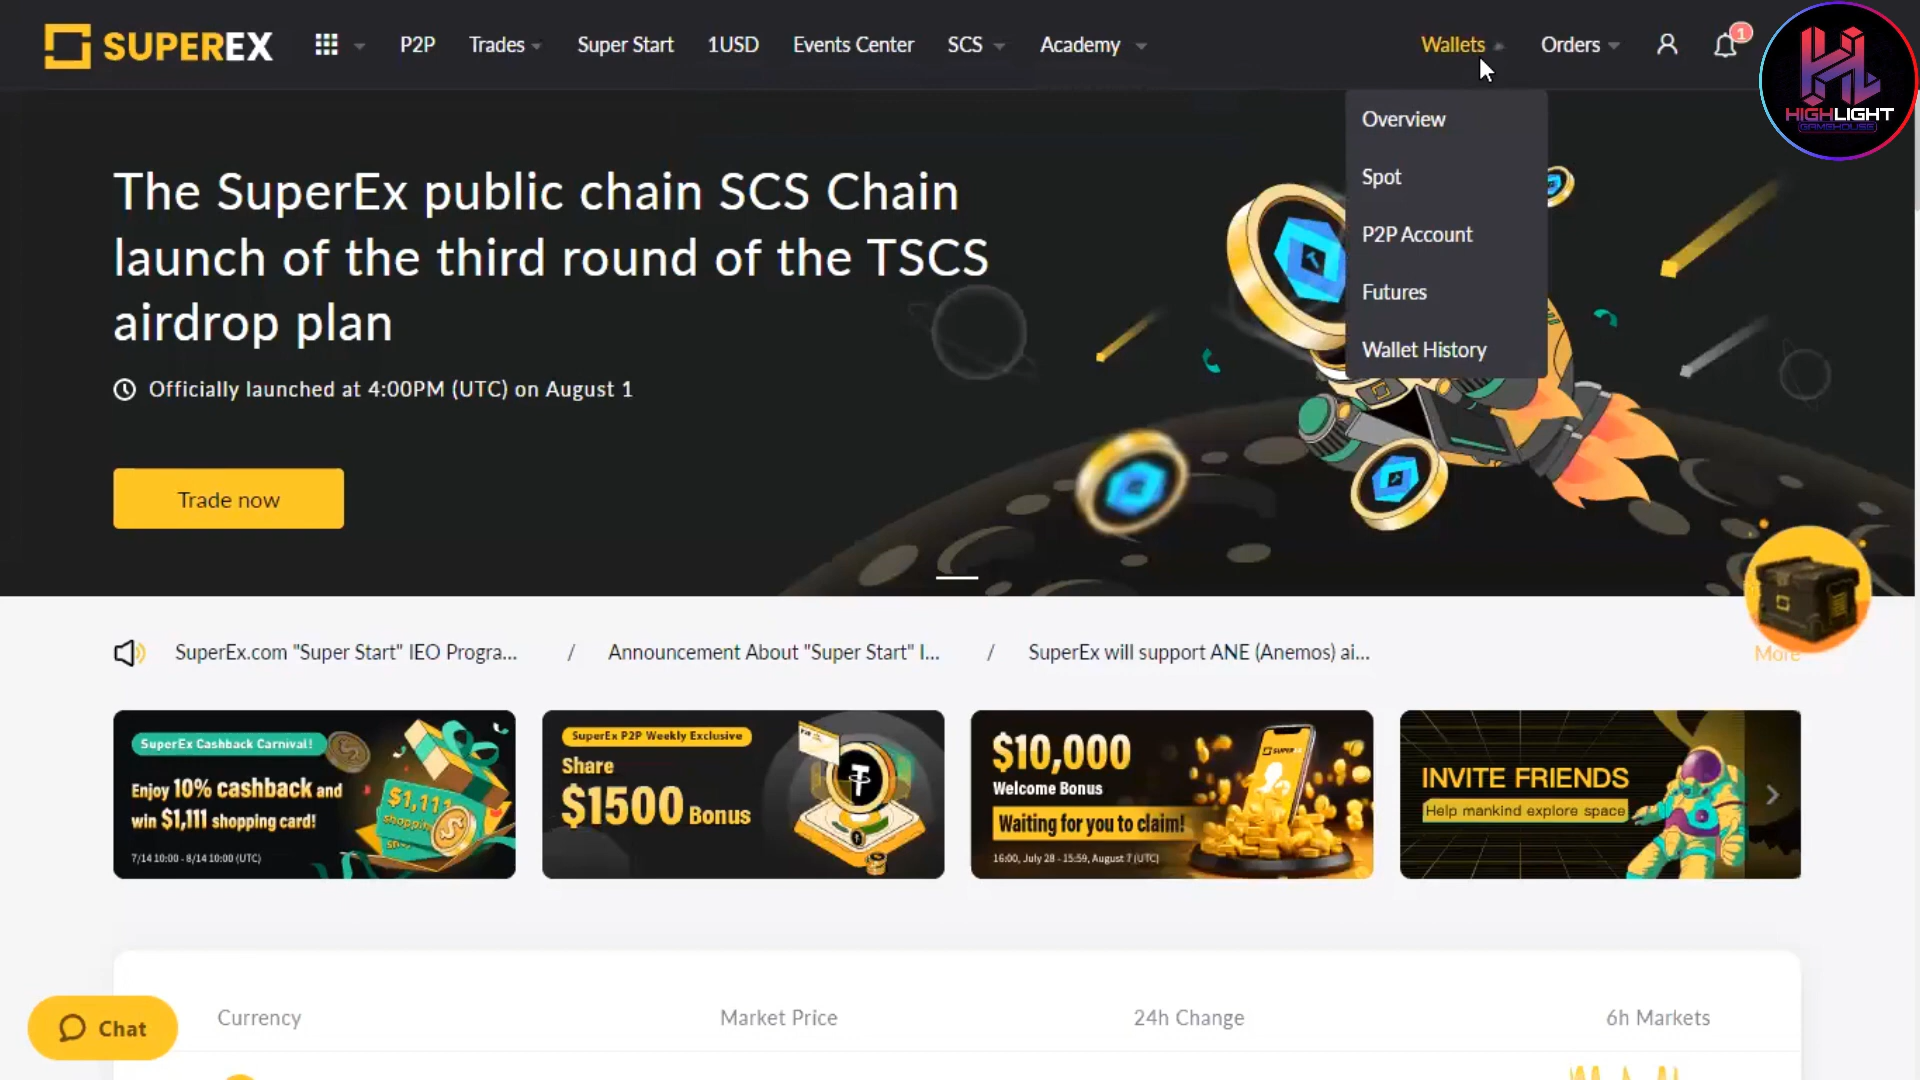 SUPEREX
P2P
Trades
Super Start
1USD
Events Center
SCS
Academy
Wallets
Orders
1
HIGHLIGHT
GAMEHOUSE
Overview
Spot
P2P Account
Futures
Wallet History
The SuperEx public chain SCS Chain
launch of the third round of the TSCS
airdrop plan
Officially launched at 4:00PM (UTC) on August 1
Trade now
SuperEx.com "Super Start" IEO Progra...
/
Announcement About "Super Start" I...
/
SuperEx will support ANE (Anemos) ai...
More
SuperEx Cashback Carnival!
Enjoy 10% cashback and
win $1,111 shopping card!
7/14 10:00 - 8/14 10:00 (UTC)
$1,111
shopping
SuperEx P2P Weekly Exclusive
Share
$1500 Bonus
$10,000
Welcome Bonus
Waiting for you to claim!
16:00, July 28 - 15:59, August 7 (UTC)
INVITE FRIENDS
Help mankind explore space
Currency
Market Price
24h Change
6h Markets
Chat